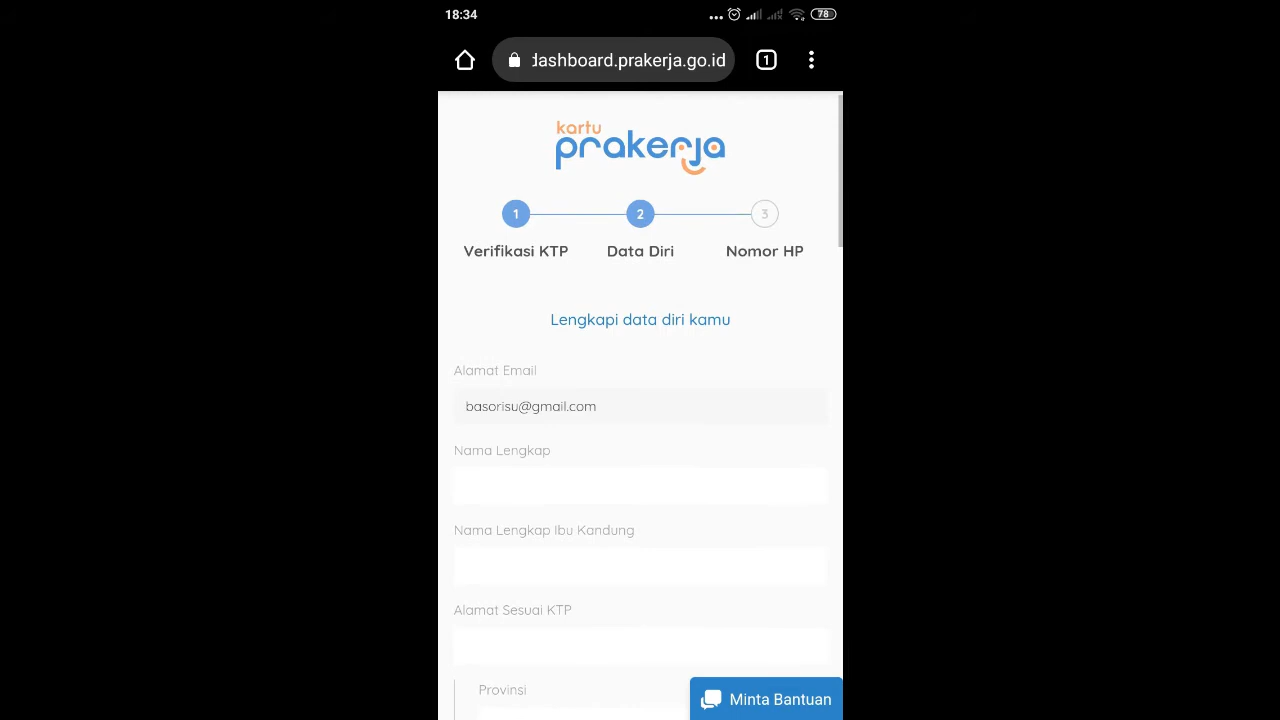 18:34
78
dashboard.prakerja.go.id
1
kartu
prakerja
1
2
3
Verifikasi KTP
Data Diri
Nomor HP
Lengkapi data diri kamu
Alamat Email
basorisu@gmail.com
Nama Lengkap
Nama Lengkap Ibu Kandung
Alamat Sesuai KTP
Provinsi
Minta Bantuan